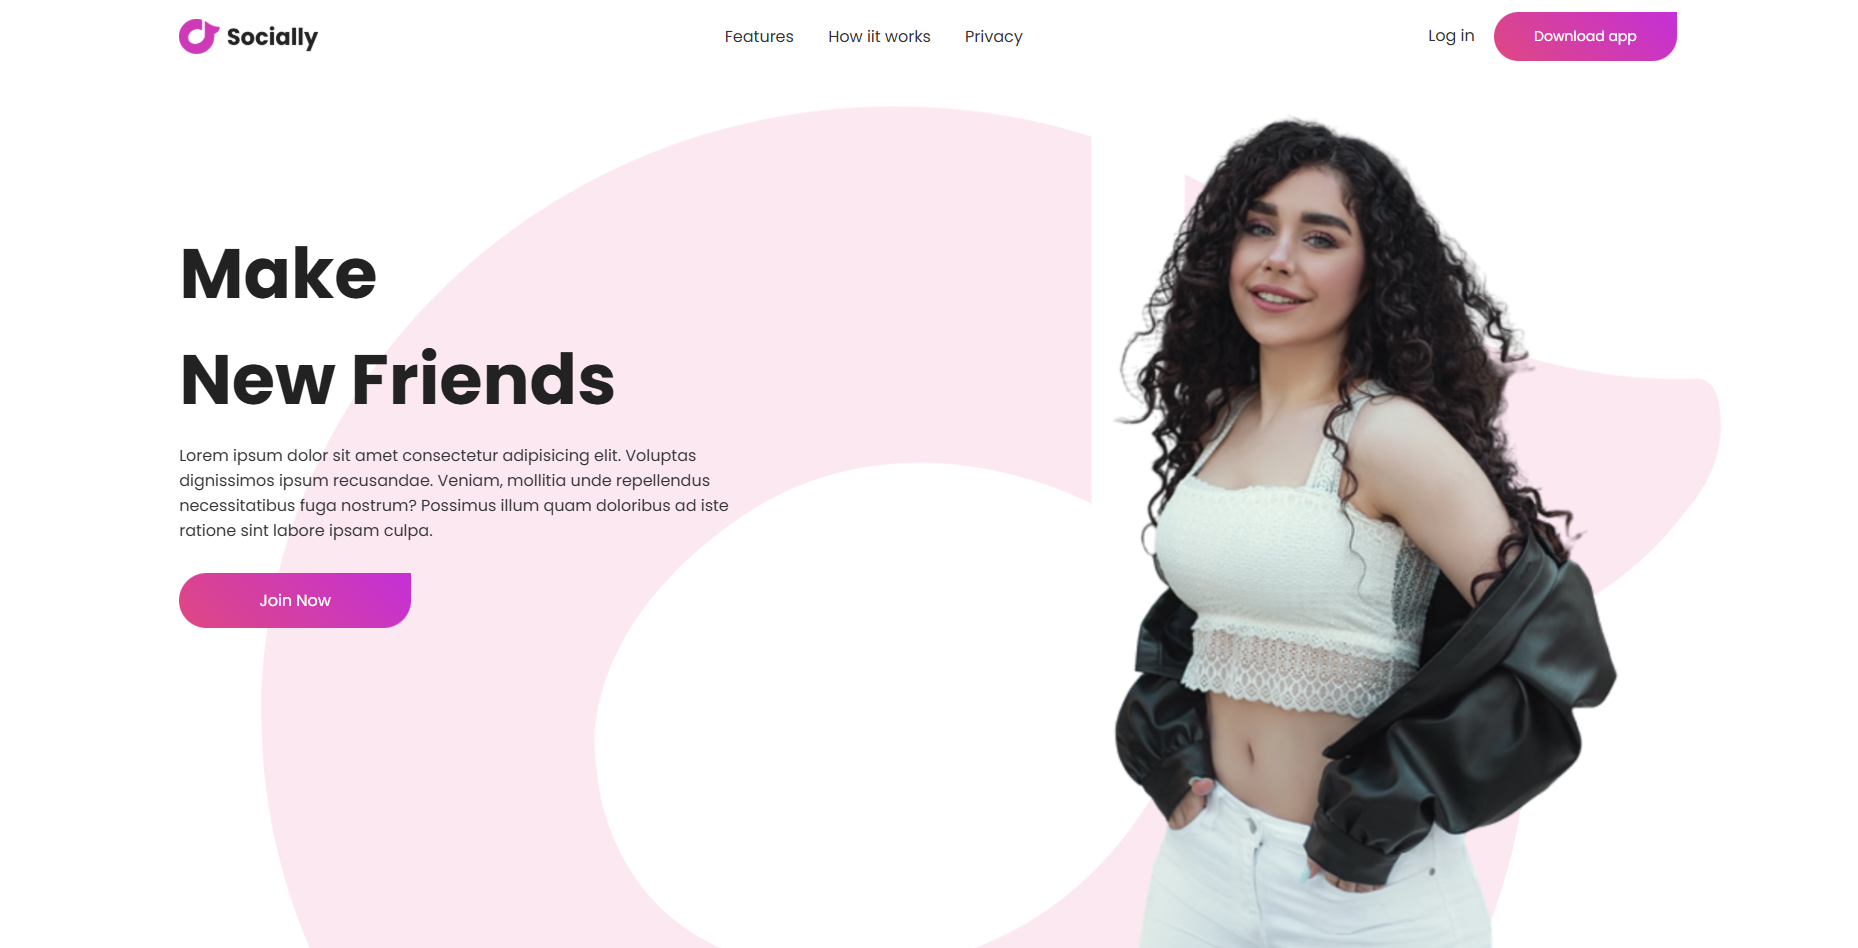 Socially
Features
How iit works
Privacy
Log in
Download app
Make
New Friends
Lorem ipsum dolor sit amet consectetur adipisicing elit. Voluptas
dignissimos ipsum recusandae. Veniam, mollitia unde repellendus
necessitatibus fuga nostrum? Possimus illum quam doloribus ad iste
ratione sint labore ipsam culpa.
Join Now